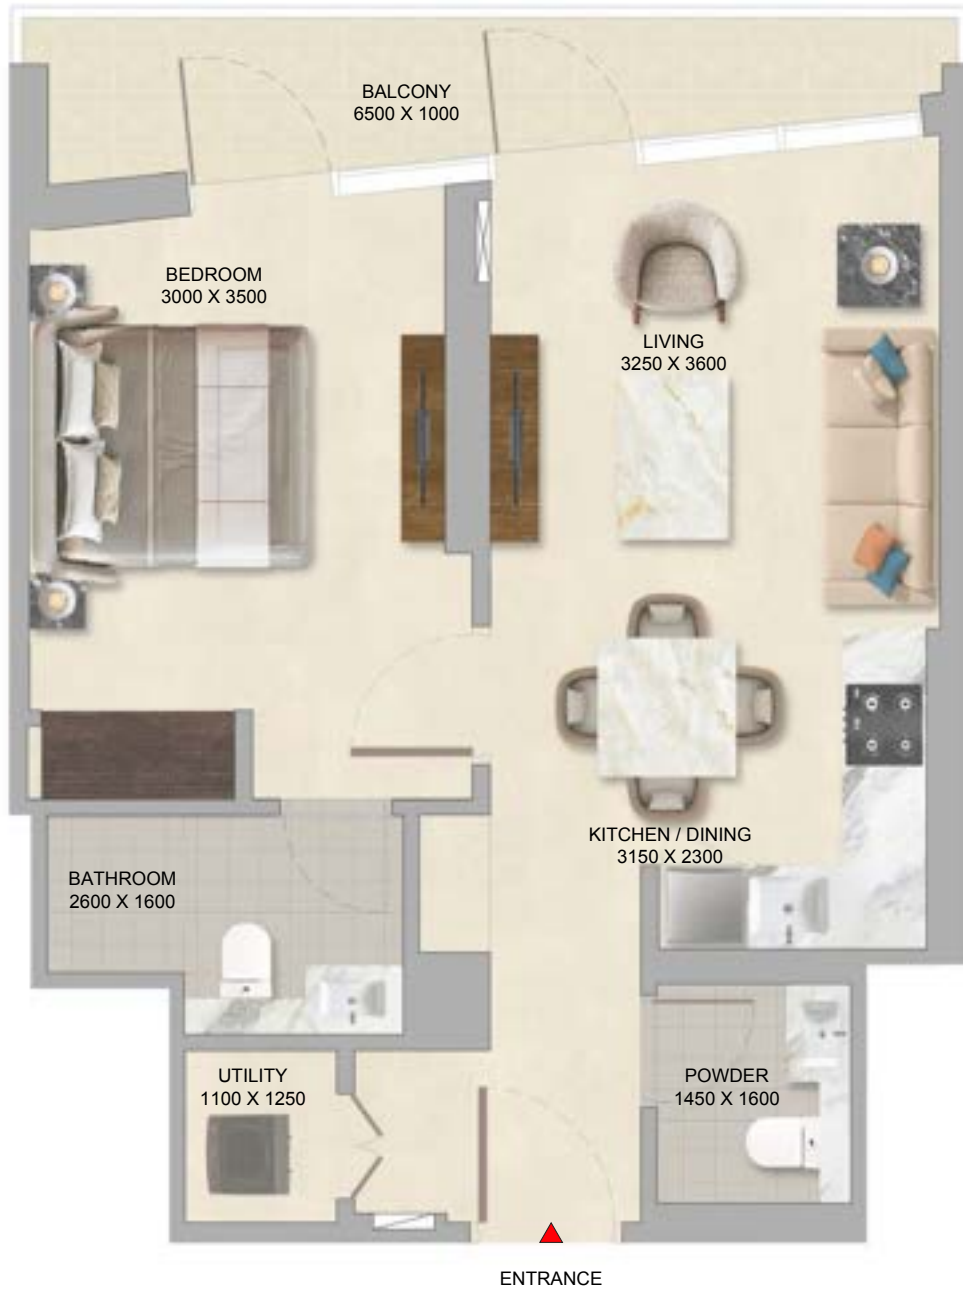 BALCONY
6500 X 1000
BEDROOM
3000 X 3500
LIVING
3250 X 3600
KITCHEN / DINING
3150 X 2300
BATHROOM
2600 X 1600
UTILITY
1100 X 1250
POWDER
1450 X 1600
ENTRANCE